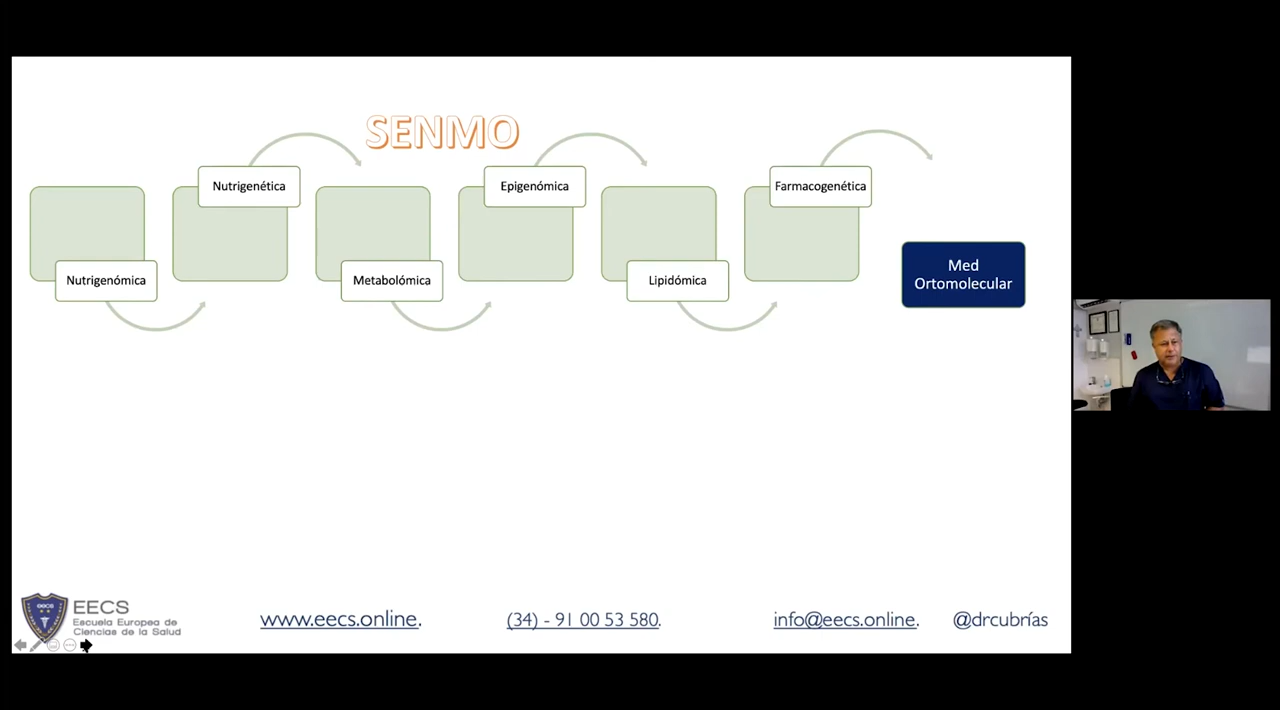 SENMO
Nutrigenética
Epigenómica
Farmacogenética
Nutrigenómica
Metabolómica
Lipidómica
Med
Ortomolecular
EECS
Escuela Europea de
Ciencias de la Salud
www.eecs.online.
(34) - 91 00 53 580.
info@eecs.online.
@drcubrías